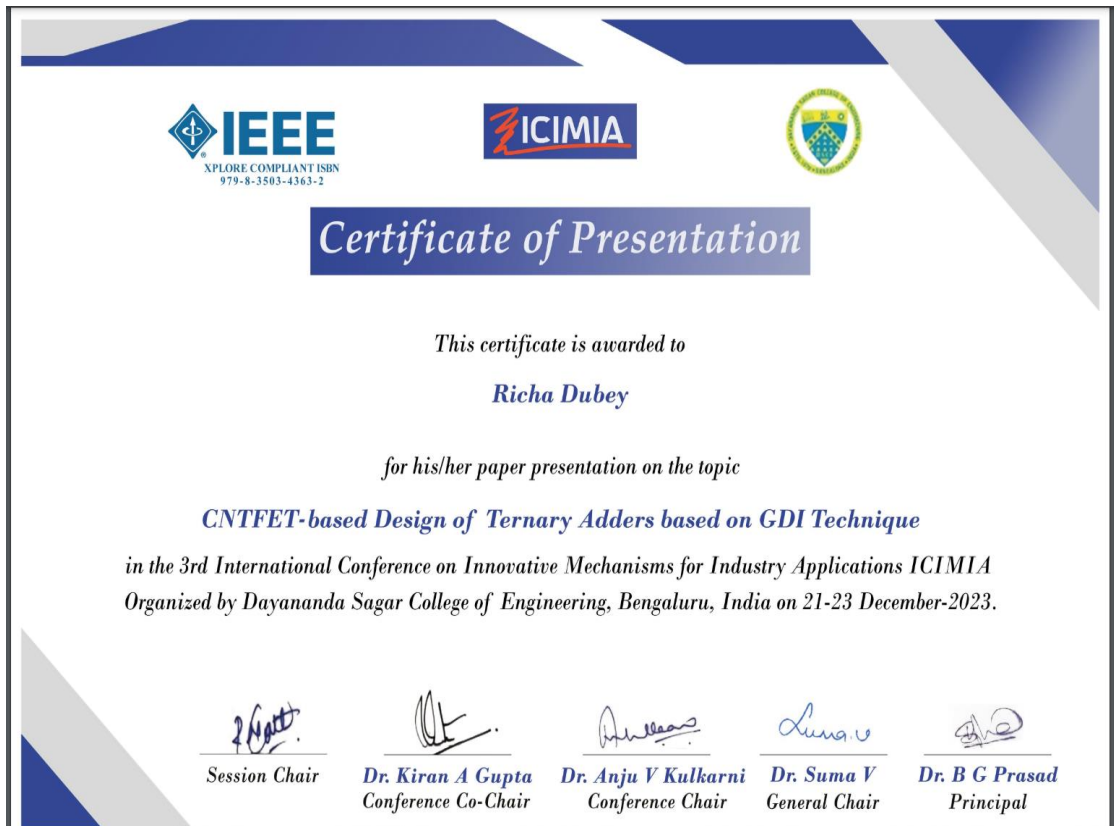 IEEE
XPLORE COMPLIANT ISBN
979-8-3503-4363-2
ICIMIA
Certificate of Presentation
This certificate is awarded to
Richa Dubey
for his/her paper presentation on the topic
CNTFET-based Design of Ternary Adders based on GDI Technique
in the 3rd International Conference on Innovative Mechanisms for Industry Applications ICIMIA
Organized by Dayananda Sagar College of Engineering, Bengaluru, India on 21-23 December-2023.
Session Chair
Dr. Kiran A Gupta
Conference Co-Chair
Dr. Anju V Kulkarni
Conference Chair
Dr. Suma V
General Chair
Dr. B G Prasad
Principal